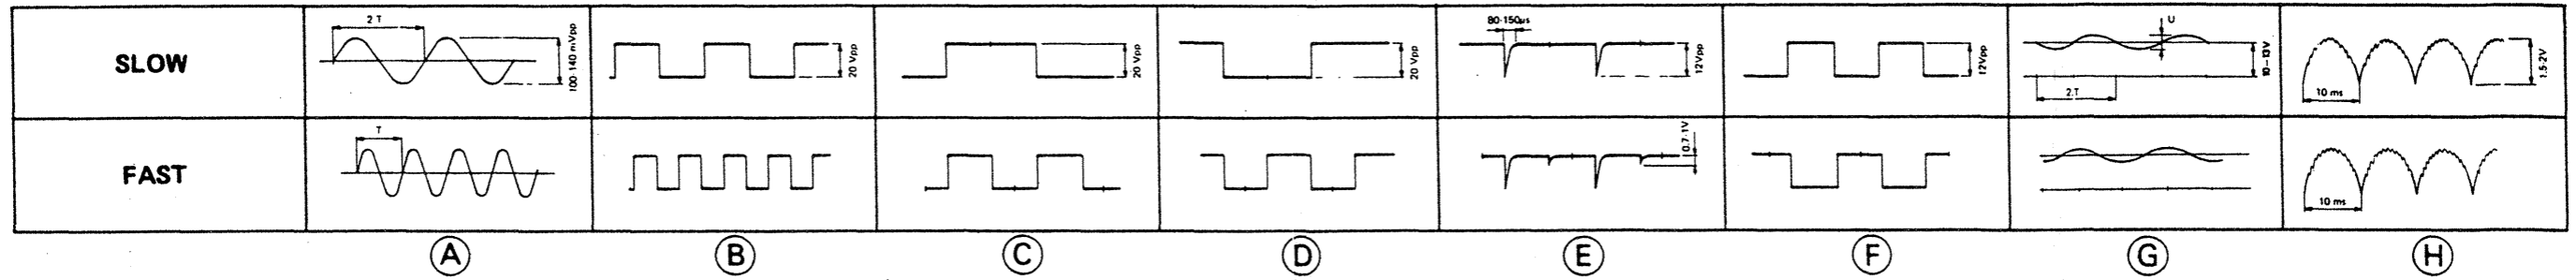 SLOW
2 T
100-140 mVpp
20 Vpp
20 Vpp
20 Vpp
80-150µs
12Vpp
12Vpp
U
10–13V
2.T
10 ms
1.5-2V
FAST
T
0.7-1V
10 ms
A B C D E F G H